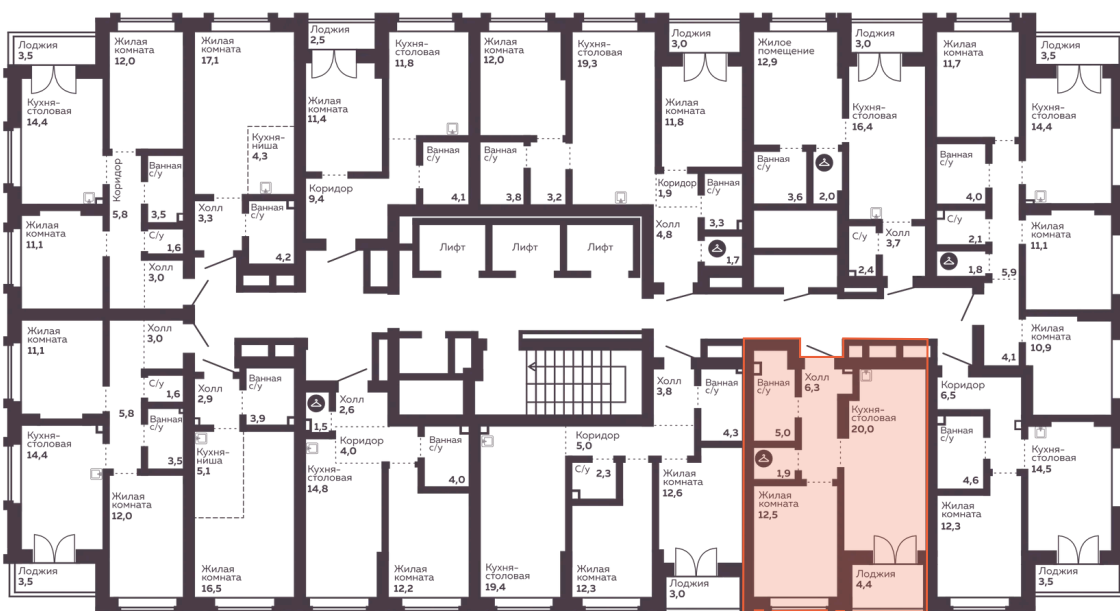 Лоджия
3,5
Жилая
комната
12,0
Жилая
комната
17,1
Лоджия
2,5
Кухня-
столовая
11,8
Жилая
комната
12,0
Кухня-
столовая
19,3
Лоджия
3,0
Жилое
помещение
12,9
Лоджия
3,0
Жилая
комната
11,7
Лоджия
3,5
Кухня-
столовая
14,4
Жилая
комната
11,4
Жилая
комната
11,8
Кухня-
столовая
16,4
Кухня-
столовая
14,4
Кухня-
ниша
4,3
Коридор
5,8
Ванная
с/у
3,5
Холл
3,3
Ванная
с/у
4,2
Коридор
9,4
Ванная
с/у
4,1
Ванная
с/у
3,8
3,2
Коридор
1,9
Ванная
с/у
3,3
Холл
4,8
1,7
Ванная
с/у
3,6
2,0
С/у
2,4
Холл
3,7
Ванная
с/у
4,0
С/у
2,1
1,8
5,9
Жилая
комната
11,1
С/у
1,6
Холл
3,0
Жилая
комната
11,1
Лифт
Лифт
Лифт
Жилая
комната
11,1
Холл
3,0
С/у
1,6
5,8
Ванная
с/у
3,5
Холл
2,9
Ванная
с/у
3,9
Холл
2,6
1,5
Холл
3,8
Ванная
с/у
4,3
Ванная
с/у
5,0
Холл
6,3
1,9
Кухня-
столовая
20,0
4,1
Жилая
комната
10,9
Коридор
6,5
Ванная
с/у
4,6
Кухня-
столовая
14,4
Кухня-
ниша
5,1
Кухня-
столовая
14,8
Коридор
4,0
Ванная
с/у
4,0
Коридор
5,0
С/у
2,3
Жилая
комната
12,6
Жилая
комната
12,5
Кухня-
столовая
14,5
Жилая
комната
12,3
Жилая
комната
12,0
Лоджия
3,5
Жилая
комната
16,5
Жилая
комната
12,2
Кухня-
столовая
19,4
Жилая
комната
12,3
Лоджия
3,0
Лоджия
4,4
Лоджия
3,5